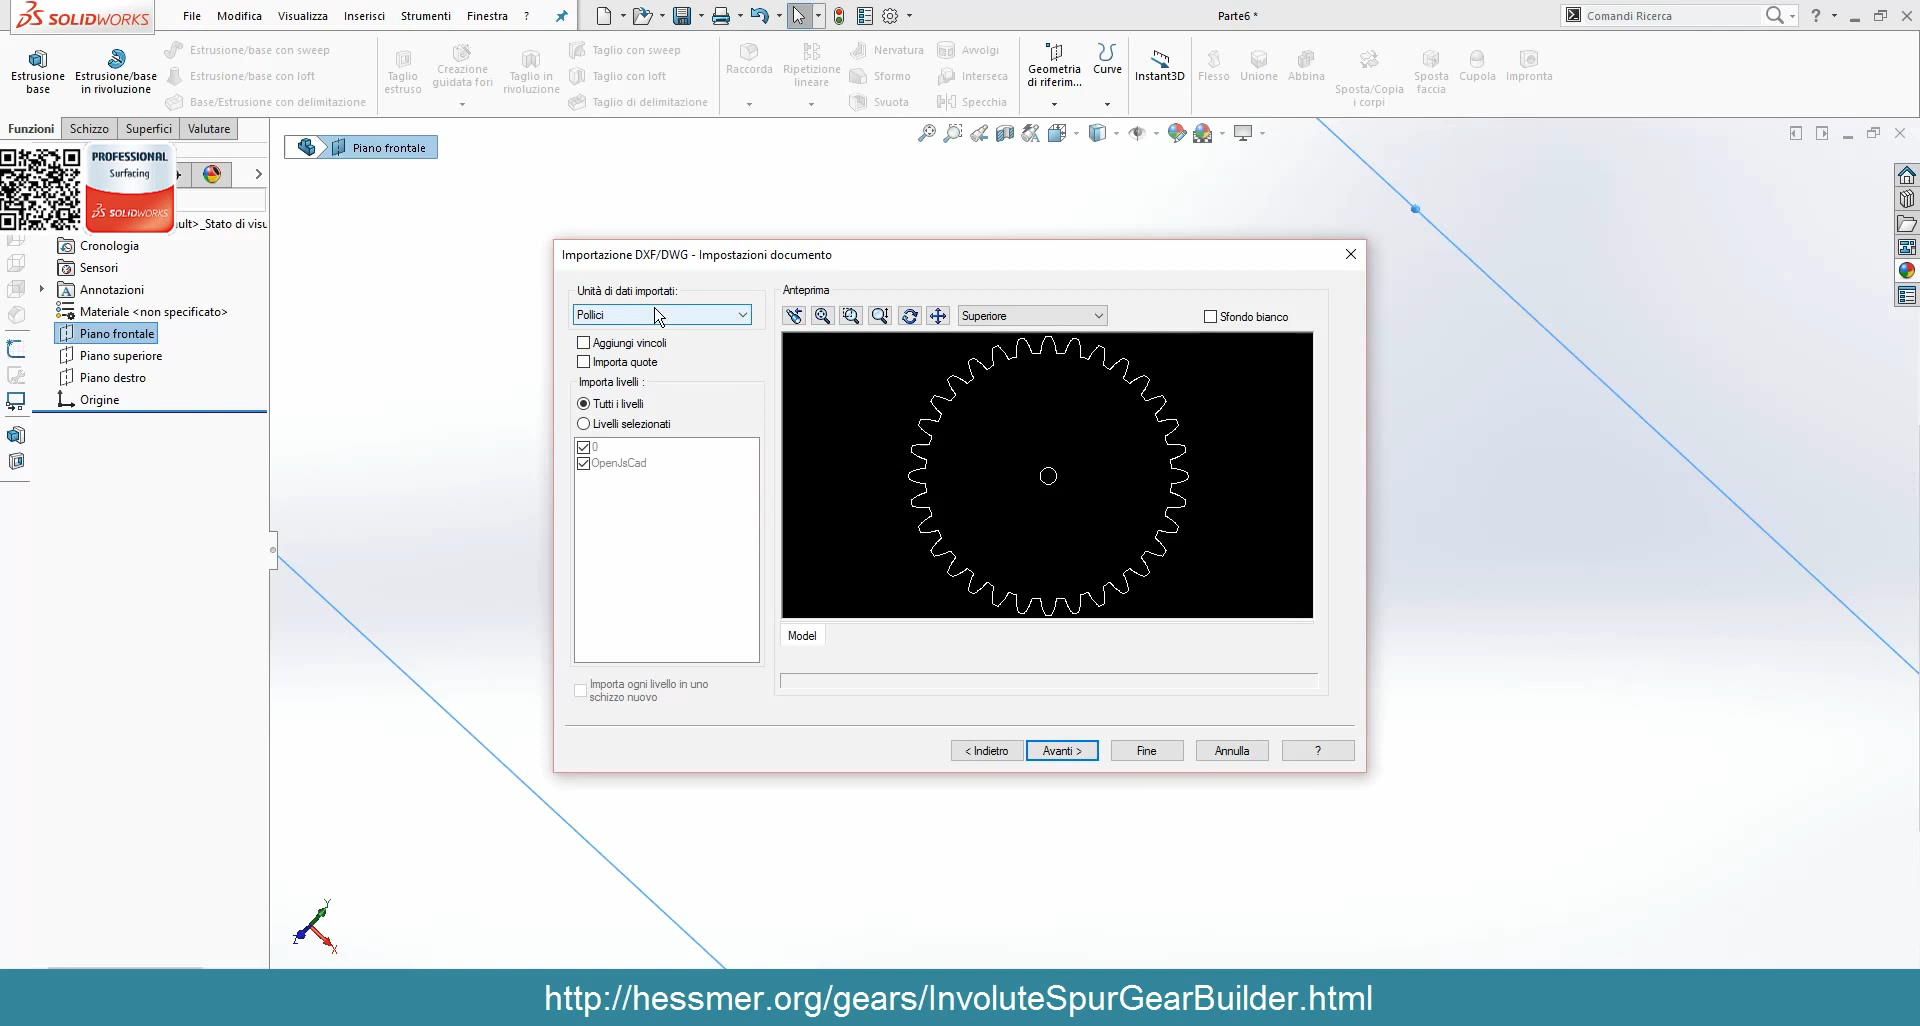 SOLIDWORKS
File Modifica Visualizza Inserisci Strumenti Finestra ?
Parte6 *
Comandi Ricerca
?
Estrusione
base
Estrusione/base
in rivoluzione
Estrusione/base con sweep
Estrusione/base con loft
Base/Estrusione con delimitazione
Taglio
estruso
Creazione
guidata fori
Taglio in
rivoluzione
Taglio con sweep
Taglio con loft
Taglio di delimitazione
Raccorda
Ripetizione
lineare
Nervatura
Sformo
Svuota
Avvolgi
Interseca
Specchia
Geometria
di riferim...
Curve
Instant3D
Flesso
Unione
Abbina
Sposta/Copia
i corpi
Sposta
faccia
Cupola
Impronta
Funzioni Schizzo Superfici Valutare
PROFESSIONAL
Surfacing
SOLIDWORKS
Piano frontale
ult>_Stato di visu
Cronologia
Sensori
Annotazioni
Materiale <non specificato>
Piano frontale
Piano superiore
Piano destro
Origine
Importazione DXF/DWG - Impostazioni documento
Unità di dati importati:
Pollici
Aggiungi vincoli
Importa quote
Importa livelli :
Tutti i livelli
Livelli selezionati
0
OpenJsCad
Importa ogni livello in uno
schizzo nuovo
Anteprima
Superiore
Sfondo bianco
Model
< Indietro
Avanti >
Fine
Annulla
?
Y
Z
X
http://hessmer.org/gears/InvoluteSpurGearBuilder.html